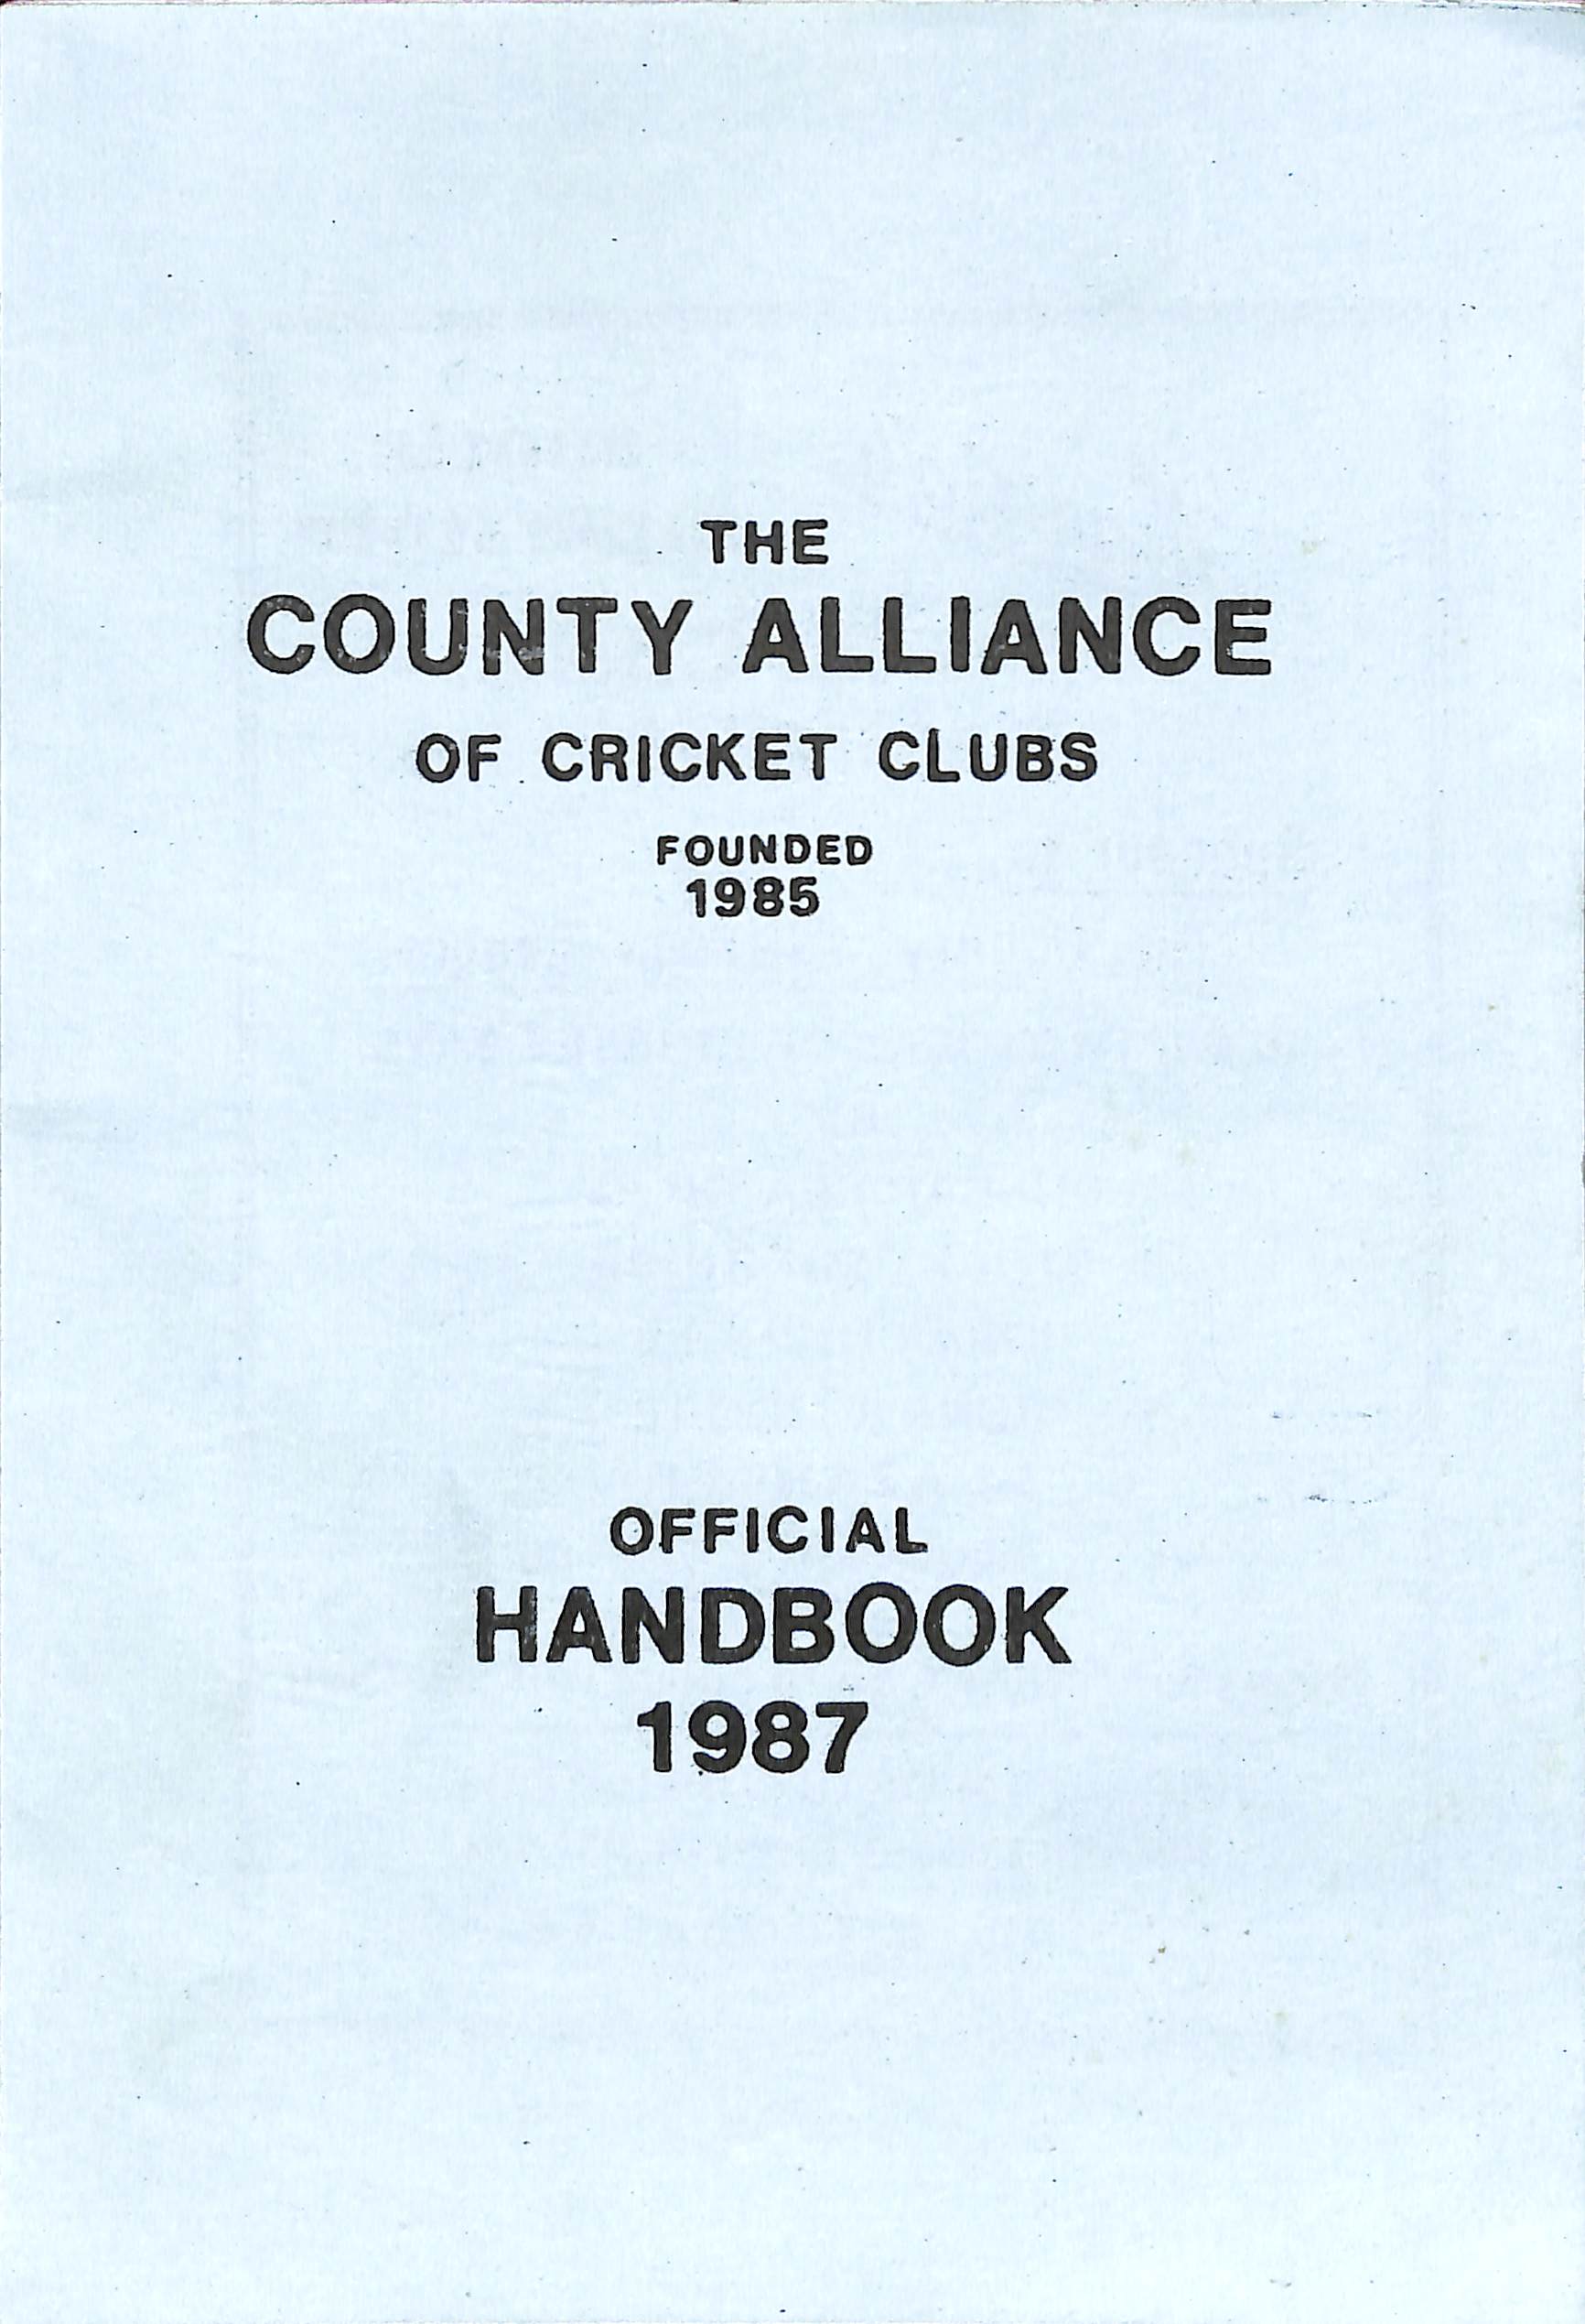 THE
COUNTY ALLIANCE
OF CRICKET CLUBS
FOUNDED
1985
OFFICIAL
HANDBOOK
1987